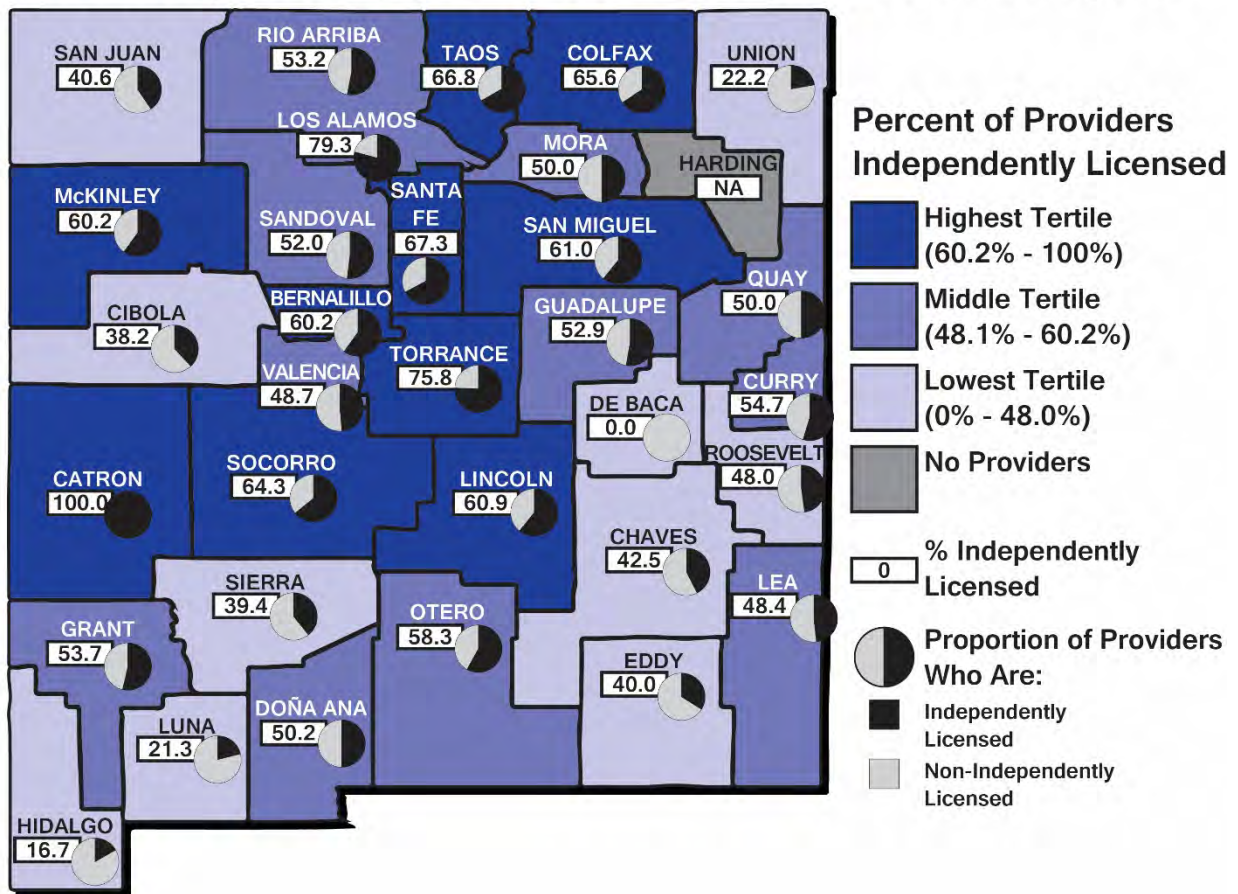 SAN JUAN
40.6
RIO ARRIBA
53.2
TAOS
66.8
COLFAX
65.6
UNION
22.2
LOS ALAMOS
79.3
MORA
50.0
HARDING
NA
McKINLEY
60.2
SANDOVAL
52.0
SANTA
FE
67.3
SAN MIGUEL
61.0
QUAY
50.0
CIBOLA
38.2
BERNALILLO
60.2
GUADALUPE
52.9
TORRANCE
75.8
VALENCIA
48.7
CURRY
54.7
DE BACA
0.0
ROOSEVELT
48.0
CATRON
100.0
SOCORRO
64.3
LINCOLN
60.9
CHAVES
42.5
LEA
48.4
SIERRA
39.4
OTERO
58.3
GRANT
53.7
EDDY
40.0
LUNA
21.3
DOÑA ANA
50.2
HIDALGO
16.7
Percent of Providers
Independently Licensed
Highest Tertile
(60.2% - 100%)
Middle Tertile
(48.1% - 60.2%)
Lowest Tertile
(0% - 48.0%)
No Providers
0
% Independently
Licensed
Proportion of Providers
Who Are:
Independently
Licensed
Non-Independently
Licensed